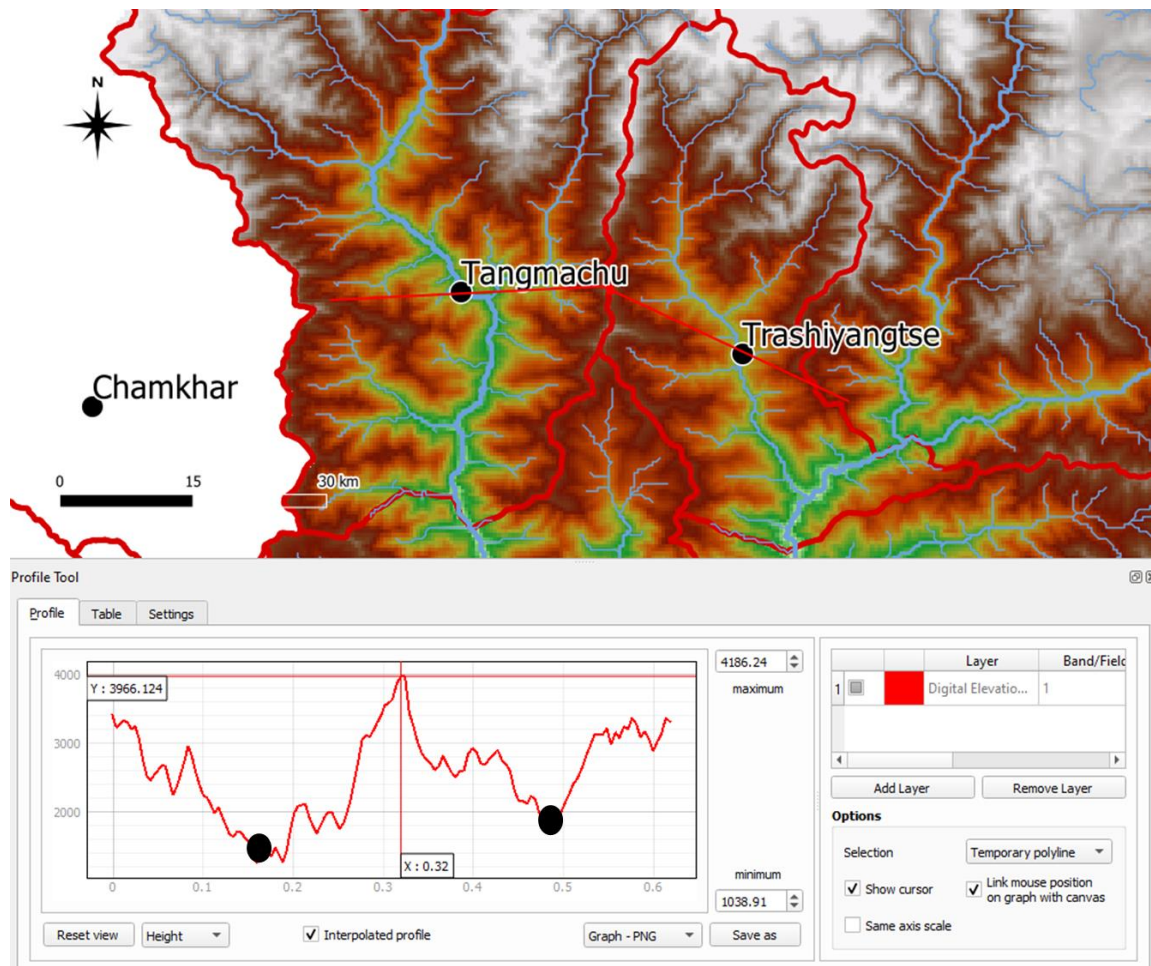 N
Tangmachu
Trashiyangtse
Chamkhar
0 15 30 km
Profile Tool
Profile Table Settings
4000
3000
2000
Y : 3966.124
X : 0.32
0 0.1 0.2 0.3 0.4 0.5 0.6
4186.24
maximum
minimum
1038.91
Reset view Height Interpolated profile Graph - PNG Save as
Layer Band/Field
1 Digital Elevatio... 1
Add Layer Remove Layer
Options
Selection Temporary polyline
Show cursor Link mouse position
on graph with canvas
Same axis scale